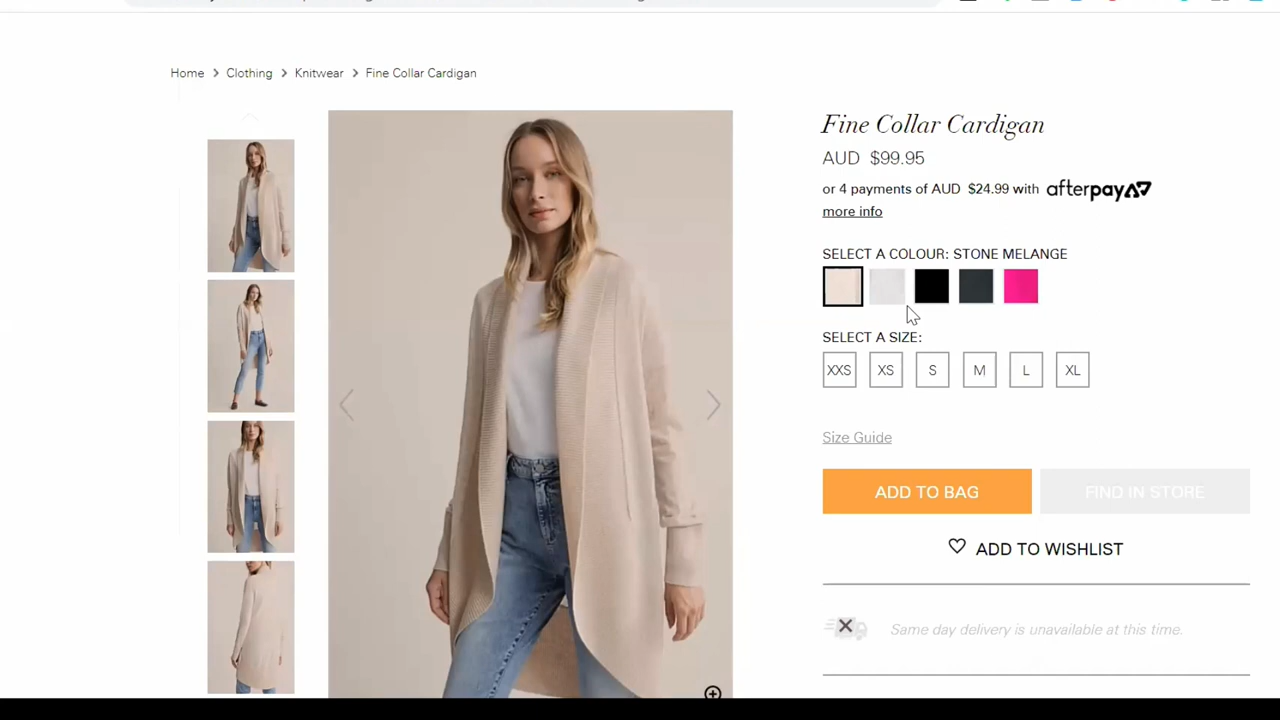 Home > Clothing > Knitwear > Fine Collar Cardigan
Fine Collar Cardigan
AUD $99.95
or 4 payments of AUD $24.99 with afterpay
more info
SELECT A COLOUR: STONE MELANGE
SELECT A SIZE:
XXS XS S M L XL
Size Guide
ADD TO BAG FIND IN STORE
ADD TO WISHLIST
Same day delivery is unavailable at this time.